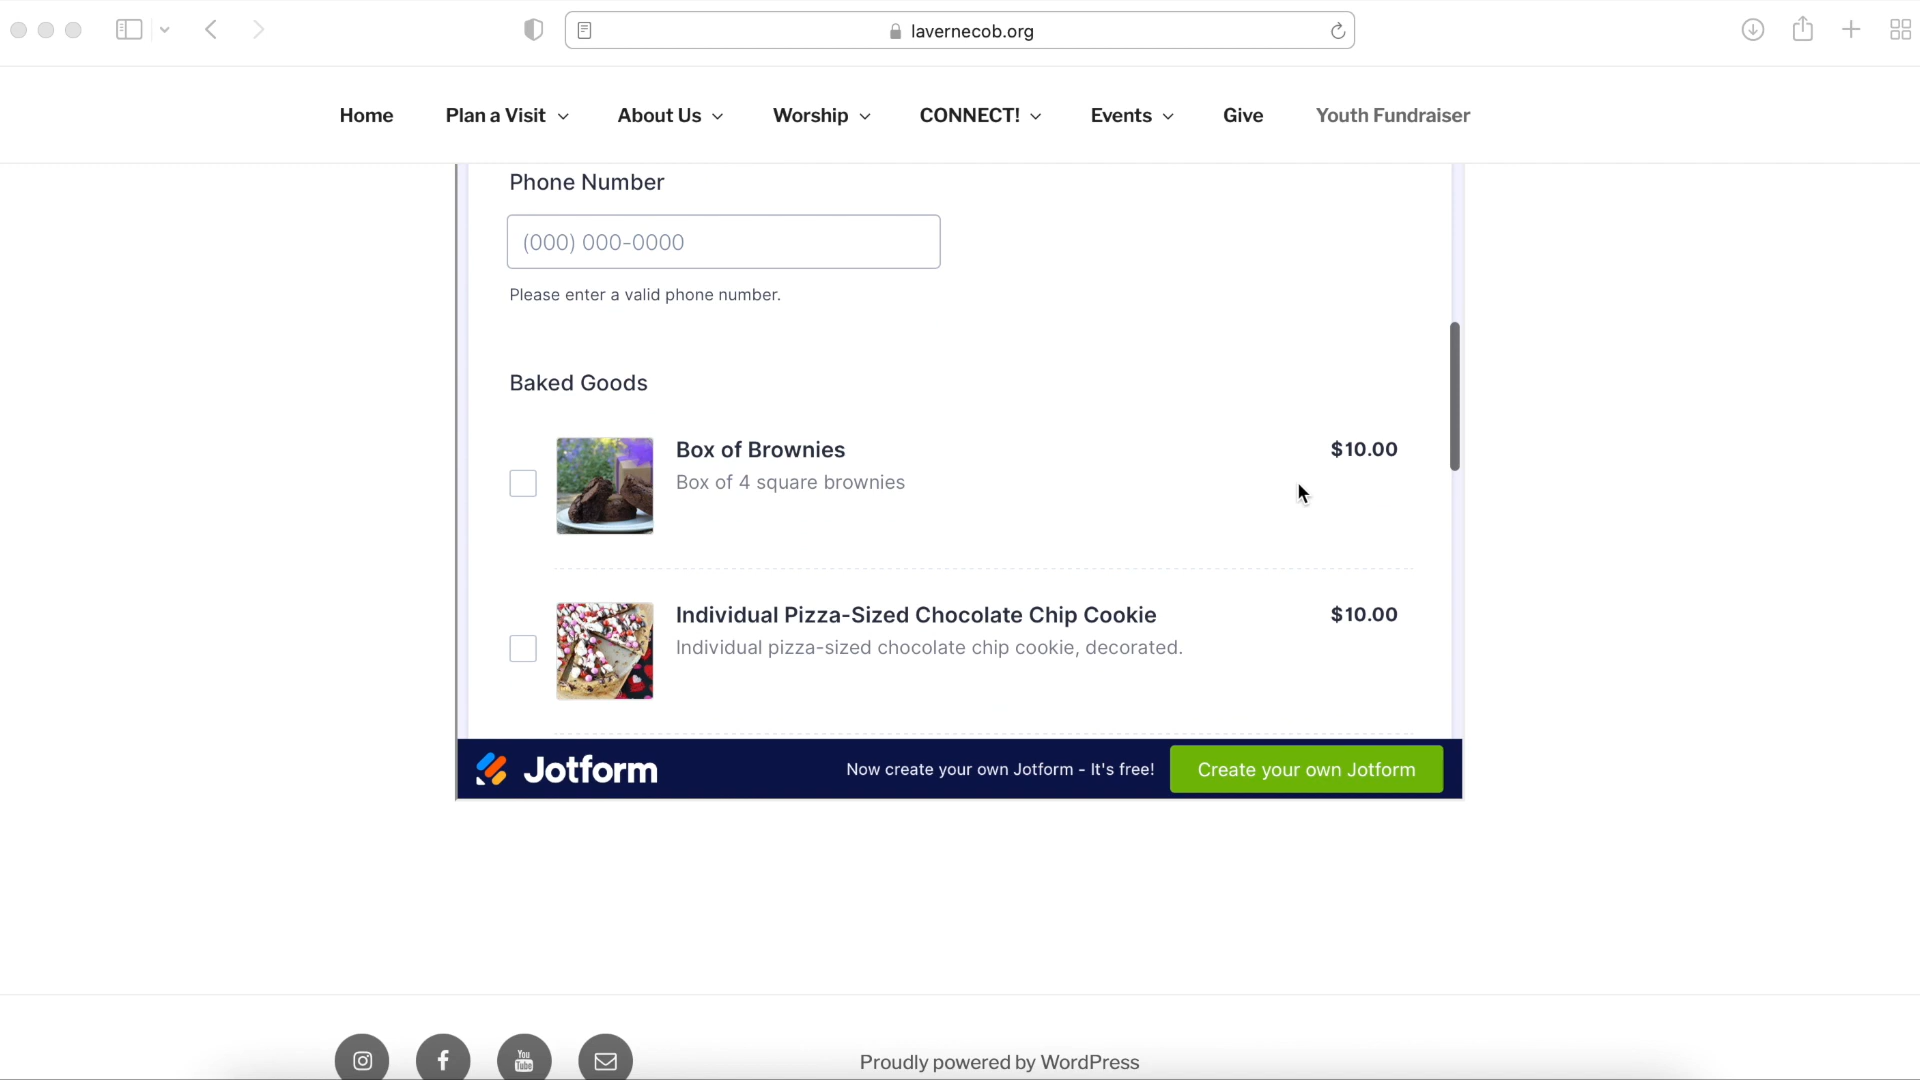 lavernecob.org
Home Plan a Visit About Us Worship CONNECT! Events Give Youth Fundraiser
Phone Number
(000) 000-0000
Please enter a valid phone number.
Baked Goods
Box of Brownies $10.00
Box of 4 square brownies
Individual Pizza-Sized Chocolate Chip Cookie $10.00
Individual pizza-sized chocolate chip cookie, decorated.
Jotform Now create your own Jotform - It's free! Create your own Jotform
You
Tube
Proudly powered by WordPress